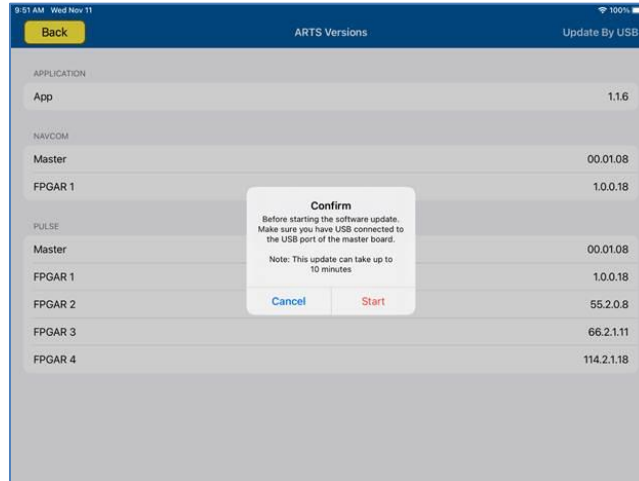 9:51 AM Wed Nov 11 100%
Back ARTS Versions Update By USB
APPLICATION
App 1.1.6
NAVCOM
Master 00.01.08
FPGAR 1 1.0.0.18
PULSE
Master 00.01.08
FPGAR 1 1.0.0.18
FPGAR 2 55.2.0.8
FPGAR 3 66.2.1.11
FPGAR 4 114.2.1.18
Confirm
Before starting the software update.
Make sure you have USB connected to
the USB port of the master board.
Note: This update can take up to
10 minutes
Cancel Start